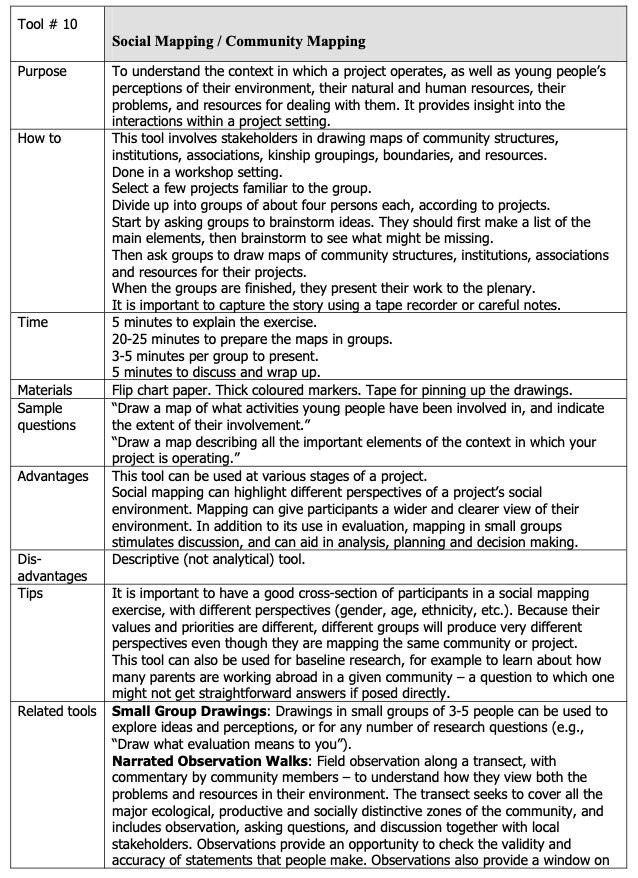 Tool # 10
Social Mapping / Community Mapping
Purpose
To understand the context in which a project operates, as well as young people’s
perceptions of their environment, their natural and human resources, their
problems, and resources for dealing with them. It provides insight into the
interactions within a project setting.
How to
This tool involves stakeholders in drawing maps of community structures,
institutions, associations, kinship groupings, boundaries, and resources.
Done in a workshop setting.
Select a few projects familiar to the group.
Divide up into groups of about four persons each, according to projects.
Start by asking groups to brainstorm ideas. They should first make a list of the
main elements, then brainstorm to see what might be missing.
Then ask groups to draw maps of community structures, institutions, associations
and resources for their projects.
When the groups are finished, they present their work to the plenary.
It is important to capture the story using a tape recorder or careful notes.
Time
5 minutes to explain the exercise.
20-25 minutes to prepare the maps in groups.
3-5 minutes per group to present.
5 minutes to discuss and wrap up.
Materials
Flip chart paper. Thick coloured markers. Tape for pinning up the drawings.
Sample
questions
“Draw a map of what activities young people have been involved in, and indicate
the extent of their involvement.”
“Draw a map describing all the important elements of the context in which your
project is operating.”
Advantages
This tool can be used at various stages of a project.
Social mapping can highlight different perspectives of a project’s social
environment. Mapping can give participants a wider and clearer view of their
environment. In addition to its use in evaluation, mapping in small groups
stimulates discussion, and can aid in analysis, planning and decision making.
Dis-
advantages
Descriptive (not analytical) tool.
Tips
It is important to have a good cross-section of participants in a social mapping
exercise, with different perspectives (gender, age, ethnicity, etc.). Because their
values and priorities are different, different groups will produce very different
perspectives even though they are mapping the same community or project.
This tool can also be used for baseline research, for example to learn about how
many parents are working abroad in a given community – a question to which one
might not get straightforward answers if posed directly.
Related tools
Small Group Drawings: Drawings in small groups of 3-5 people can be used to
explore ideas and perceptions, or for any number of research questions (e.g.,
“Draw what evaluation means to you”).
Narrated Observation Walks: Field observation along a transect, with
commentary by community members – to understand how they view both the
problems and resources in their environment. The transect seeks to cover all the
major ecological, productive and socially distinctive zones of the community, and
includes observation, asking questions, and discussion together with local
stakeholders. Observations provide an opportunity to check the validity and
accuracy of statements that people make. Observations also provide a window on